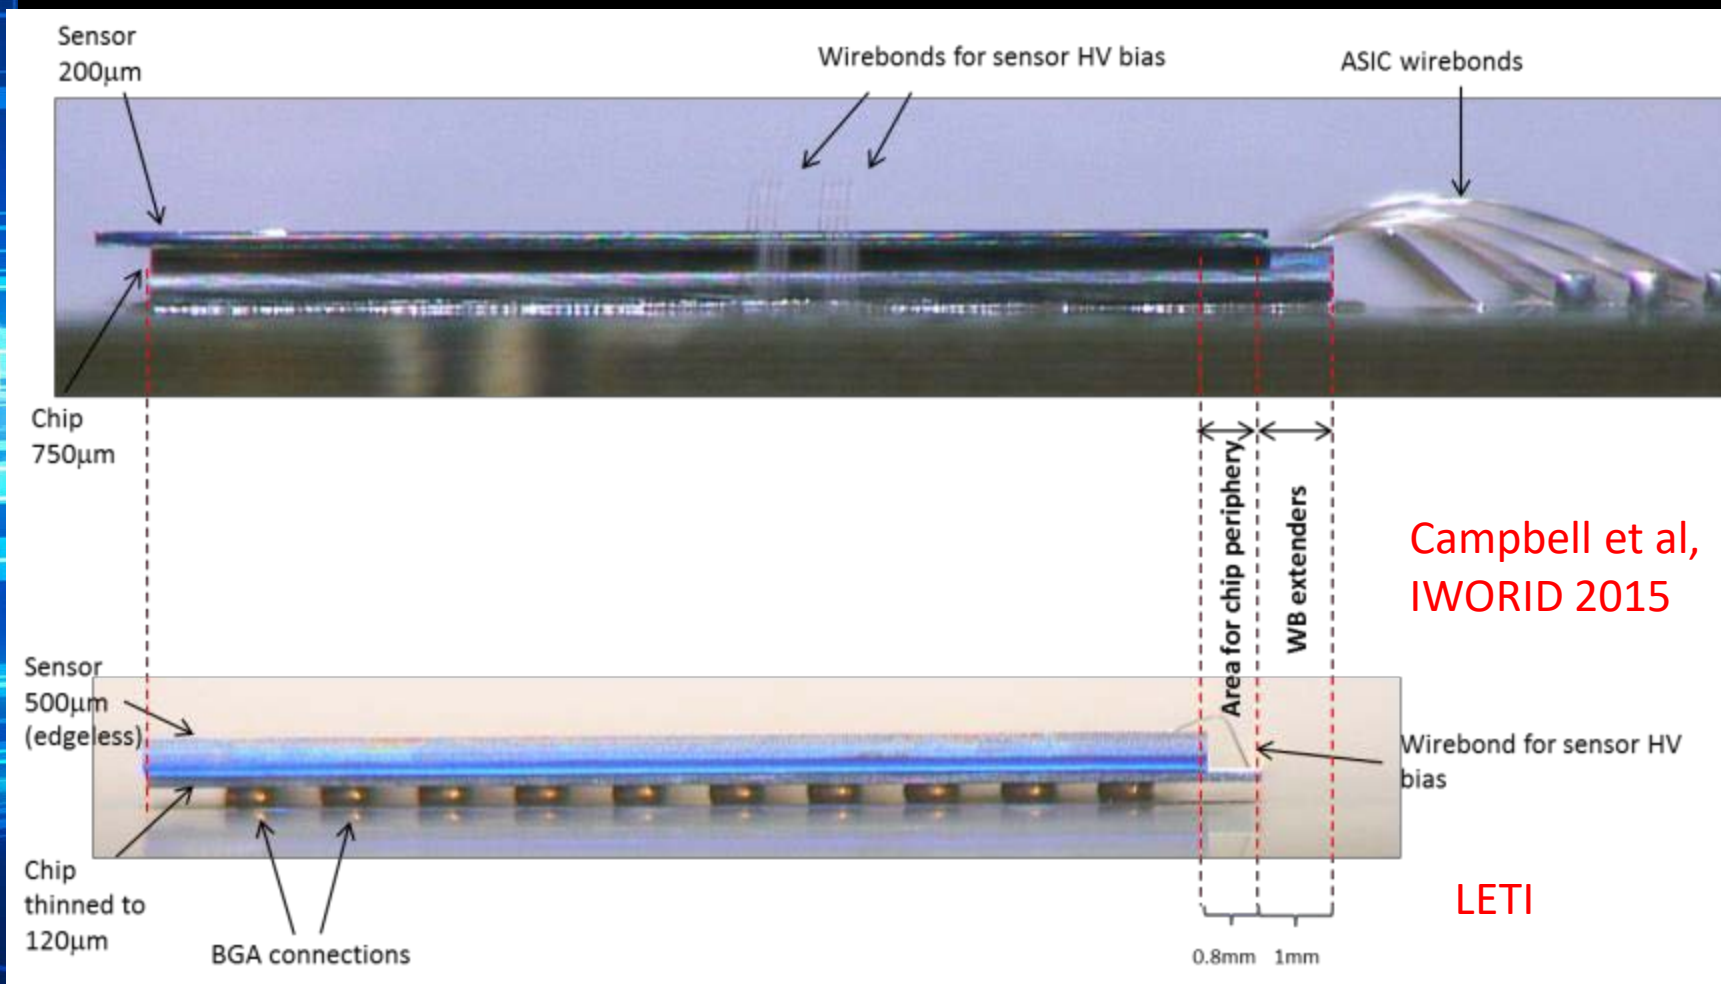 Sensor
200μm
Wirebonds for sensor HV bias
ASIC wirebonds
Chip
750μm
Area for chip periphery
WB extenders
Campbell et al,
IWORID 2015
Sensor
500μm
(edgeless)
Wirebond for sensor HV
bias
Chip
thinned to
120μm
BGA connections
LETI
0.8mm
1mm